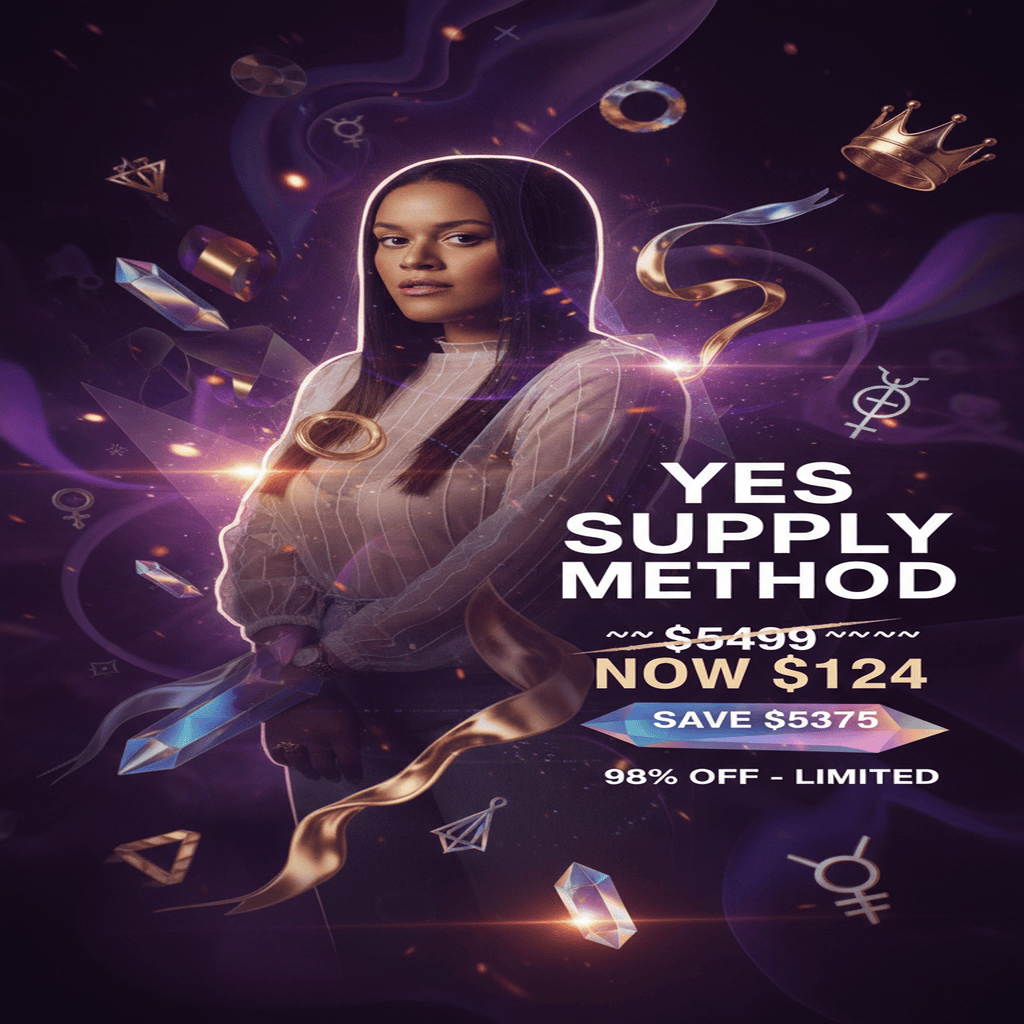 YES
SUPPLY
METHOD
~~ $5499 ~~~~
NOW $124
SAVE $5375
98% OFF - LIMITED